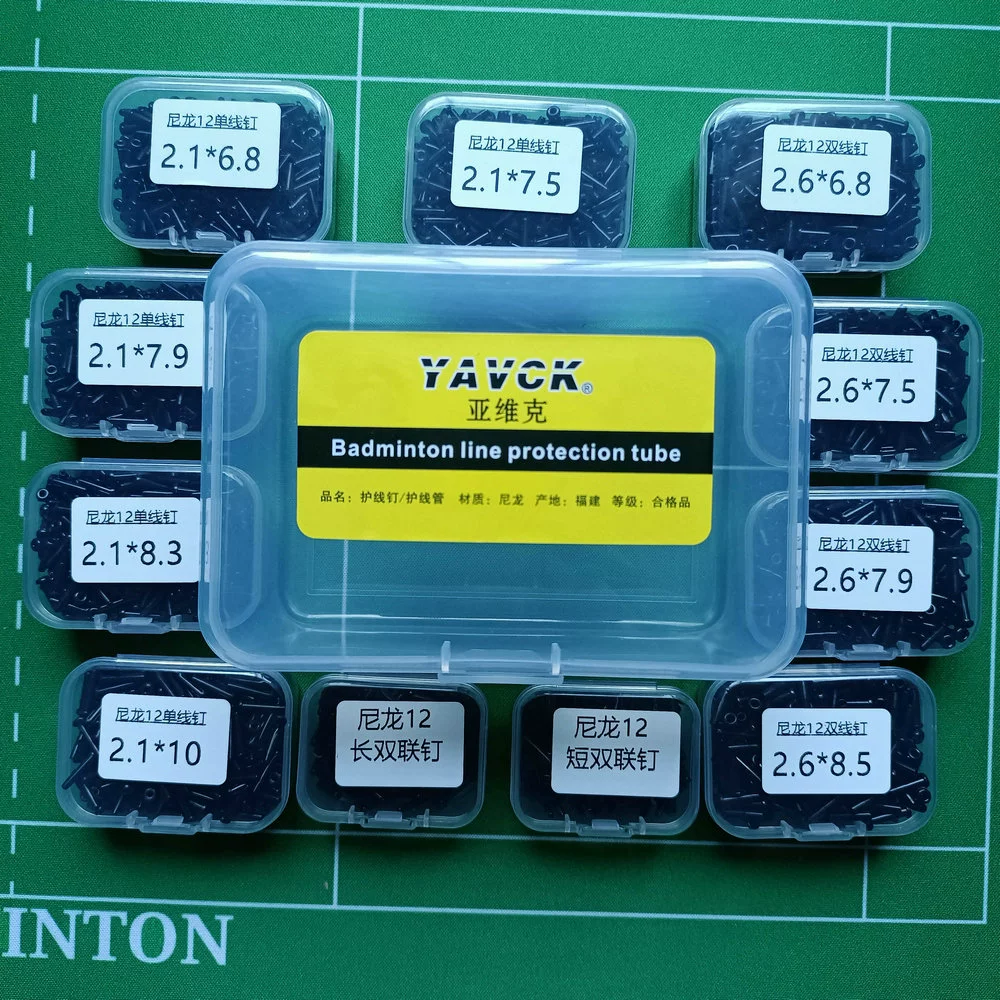 尼龙12单线钉
2.1*6.8
尼龙12单线钉
2.1*7.5
尼龙12双线钉
2.6*6.8
尼龙12单线钉
2.1*7.9
尼龙12双线钉
2.6*7.5
YAVCK®
亚维克
Badminton line protection tube
品名：护线钉/护线管 材质：尼龙 产地：福建 等级：合格品
尼龙12单线钉
2.1*8.3
尼龙12双线钉
2.6*7.9
尼龙12单线钉
2.1*10
尼龙12
长双联钉
尼龙12
短双联钉
尼龙12双线钉
2.6*8.5
INTON